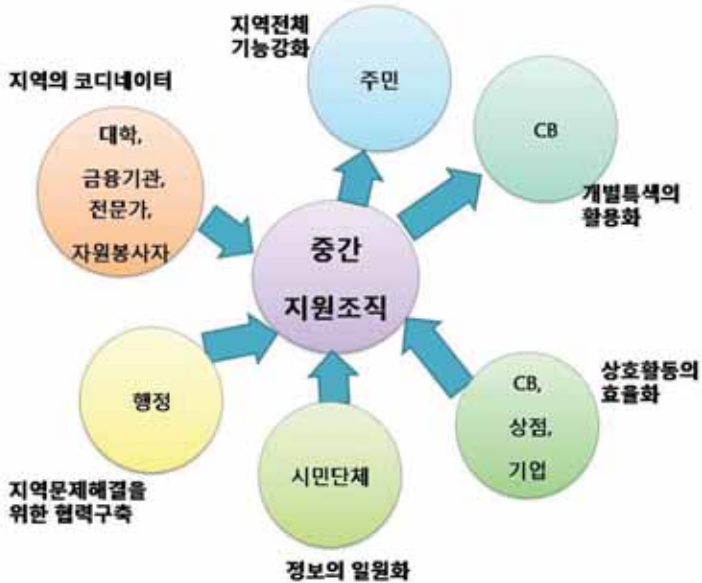 지역전체
기능강화
주민
지역의 코디네이터
대학,
금융기관,
전문가,
자원봉사자
CB
개별특색의
활용화
중간
지원조직
행정
지역문제해결을
위한 협력구축
시민단체
정보의 일원화
CB,
상점,
기업
상호활동의
효율화